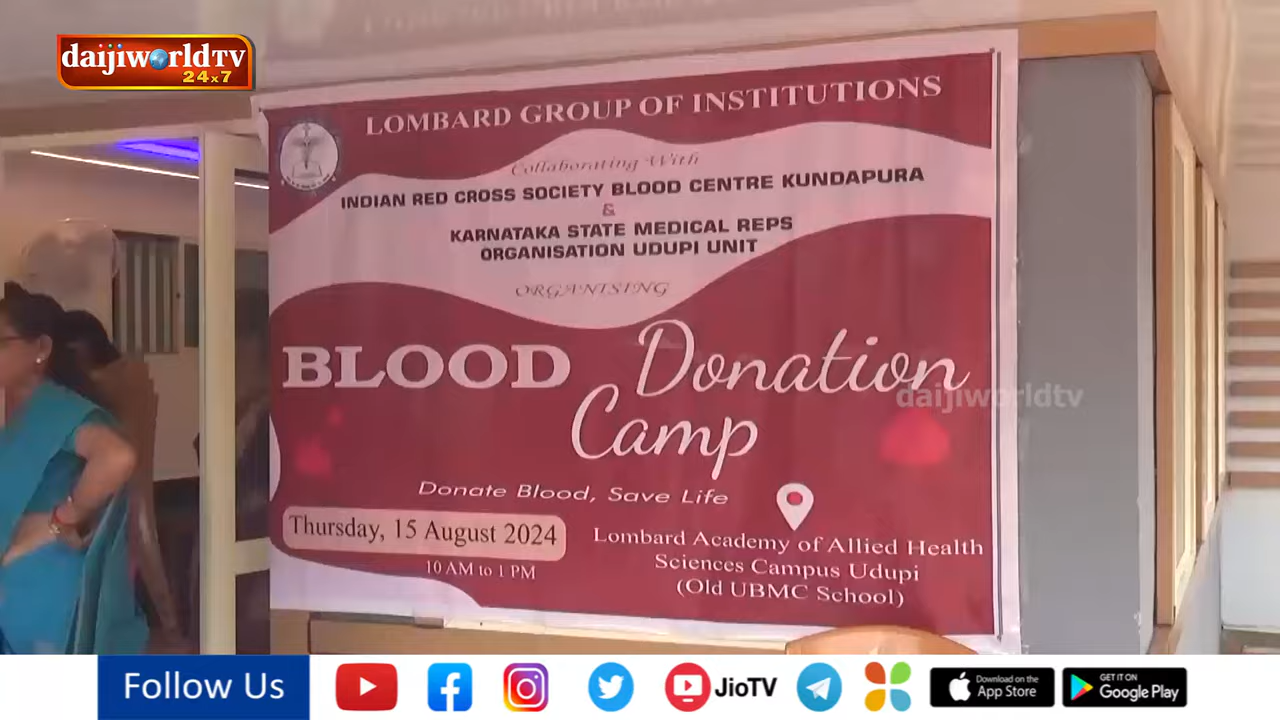 daijiworldTV
24x7
LOMBARD GROUP OF INSTITUTIONS
Collaborating With
INDIAN RED CROSS SOCIETY BLOOD CENTRE KUNDAPURA
&
KARNATAKA STATE MEDICAL REPS
ORGANISATION UDUPI UNIT
ORGANISING
BLOOD Donation
Camp
daijiworldtv
Donate Blood, Save Life
Thursday, 15 August 2024
10 AM to 1 PM
Lombard Academy of Allied Health
Sciences Campus Udupi
(Old UBMC School)
Follow Us
JioTV
Download on the
App Store
GET IT ON
Google Play